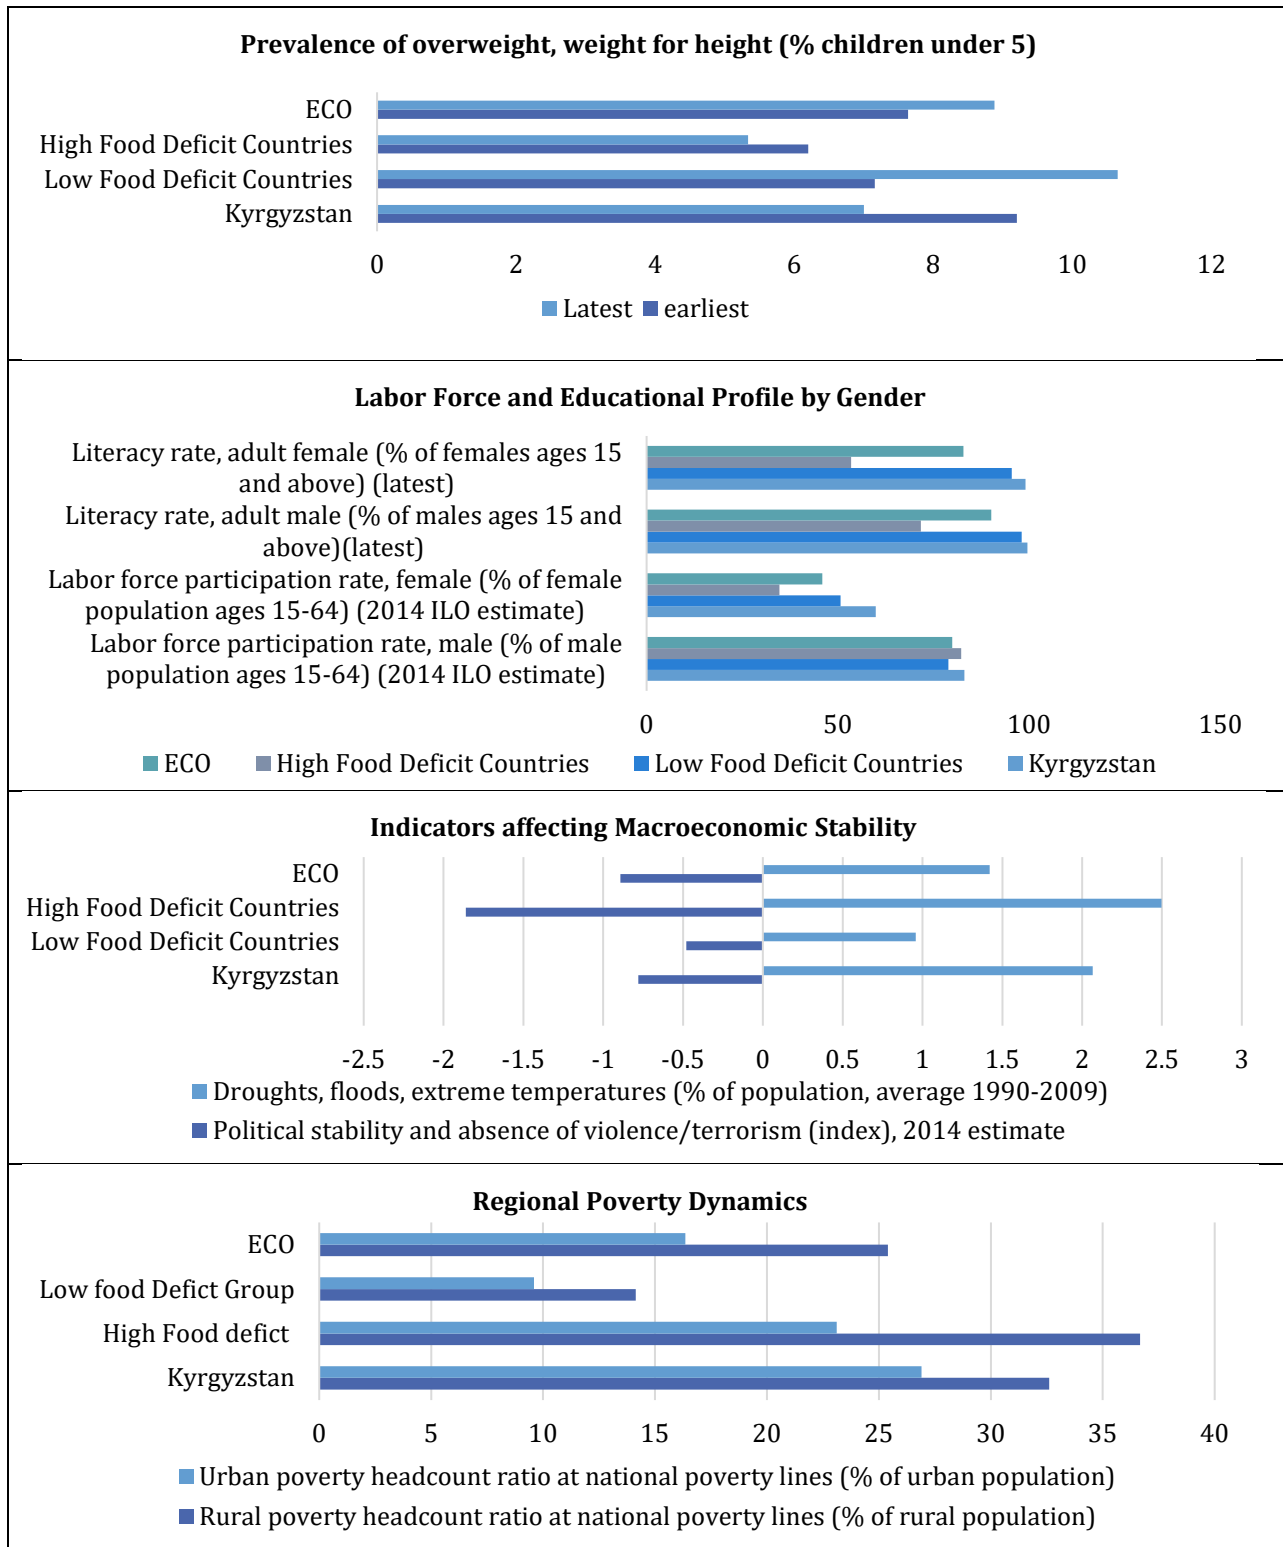 Prevalence of overweight, weight for height (% children under 5)
ECO
High Food Deficit Countries
Low Food Deficit Countries
Kyrgyzstan
0 2 4 6 8 10 12
Latest earliest
Labor Force and Educational Profile by Gender
Literacy rate, adult female (% of females ages 15
and above) (latest)
Literacy rate, adult male (% of males ages 15 and
above)(latest)
Labor force participation rate, female (% of female
population ages 15-64) (2014 ILO estimate)
Labor force participation rate, male (% of male
population ages 15-64) (2014 ILO estimate)
0 50 100 150
ECO High Food Deficit Countries Low Food Deficit Countries Kyrgyzstan
Indicators affecting Macroeconomic Stability
ECO
High Food Deficit Countries
Low Food Deficit Countries
Kyrgyzstan
-2.5 -2 -1.5 -1 -0.5 0 0.5 1 1.5 2 2.5 3
Droughts, floods, extreme temperatures (% of population, average 1990-2009)
Political stability and absence of violence/terrorism (index), 2014 estimate
Regional Poverty Dynamics
ECO
Low food Defict Group
High Food defict
Kyrgyzstan
0 5 10 15 20 25 30 35 40
Urban poverty headcount ratio at national poverty lines (% of urban population)
Rural poverty headcount ratio at national poverty lines (% of rural population)